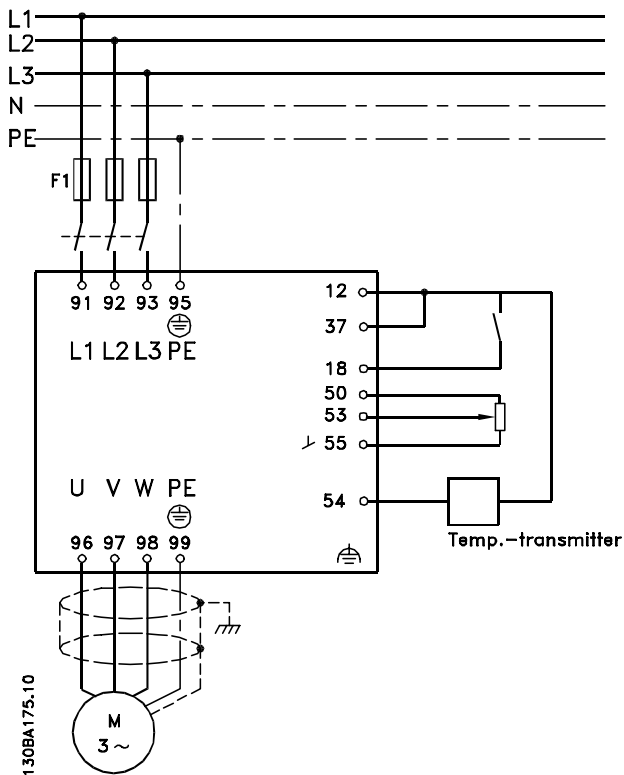 L1
L2
L3
N
PE
F1
91 92 93 95
L1 L2 L3 PE
12
37
18
50
53
55
54
U V W PE
96 97 98 99
Temp.-transmitter
M
3 ~
130BA175.10